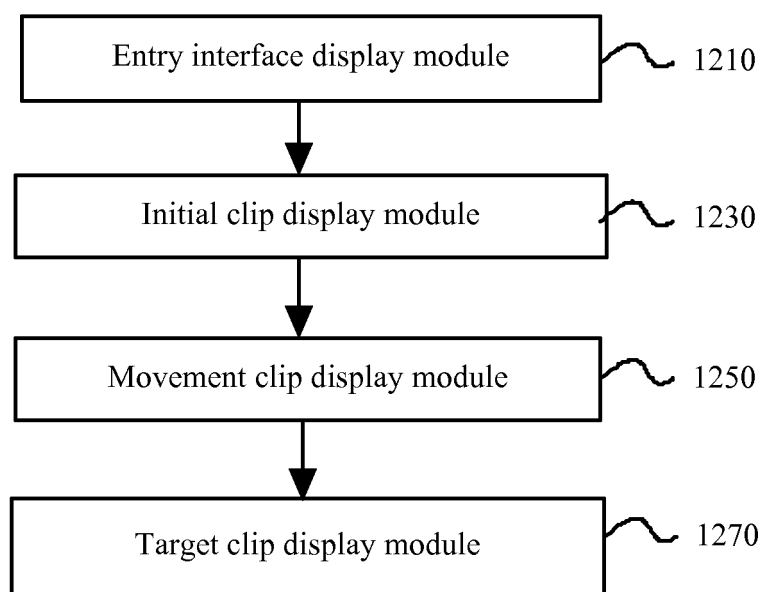 Entry interface display module 1210
Initial clip display module 1230
Movement clip display module 1250
Target clip display module 1270